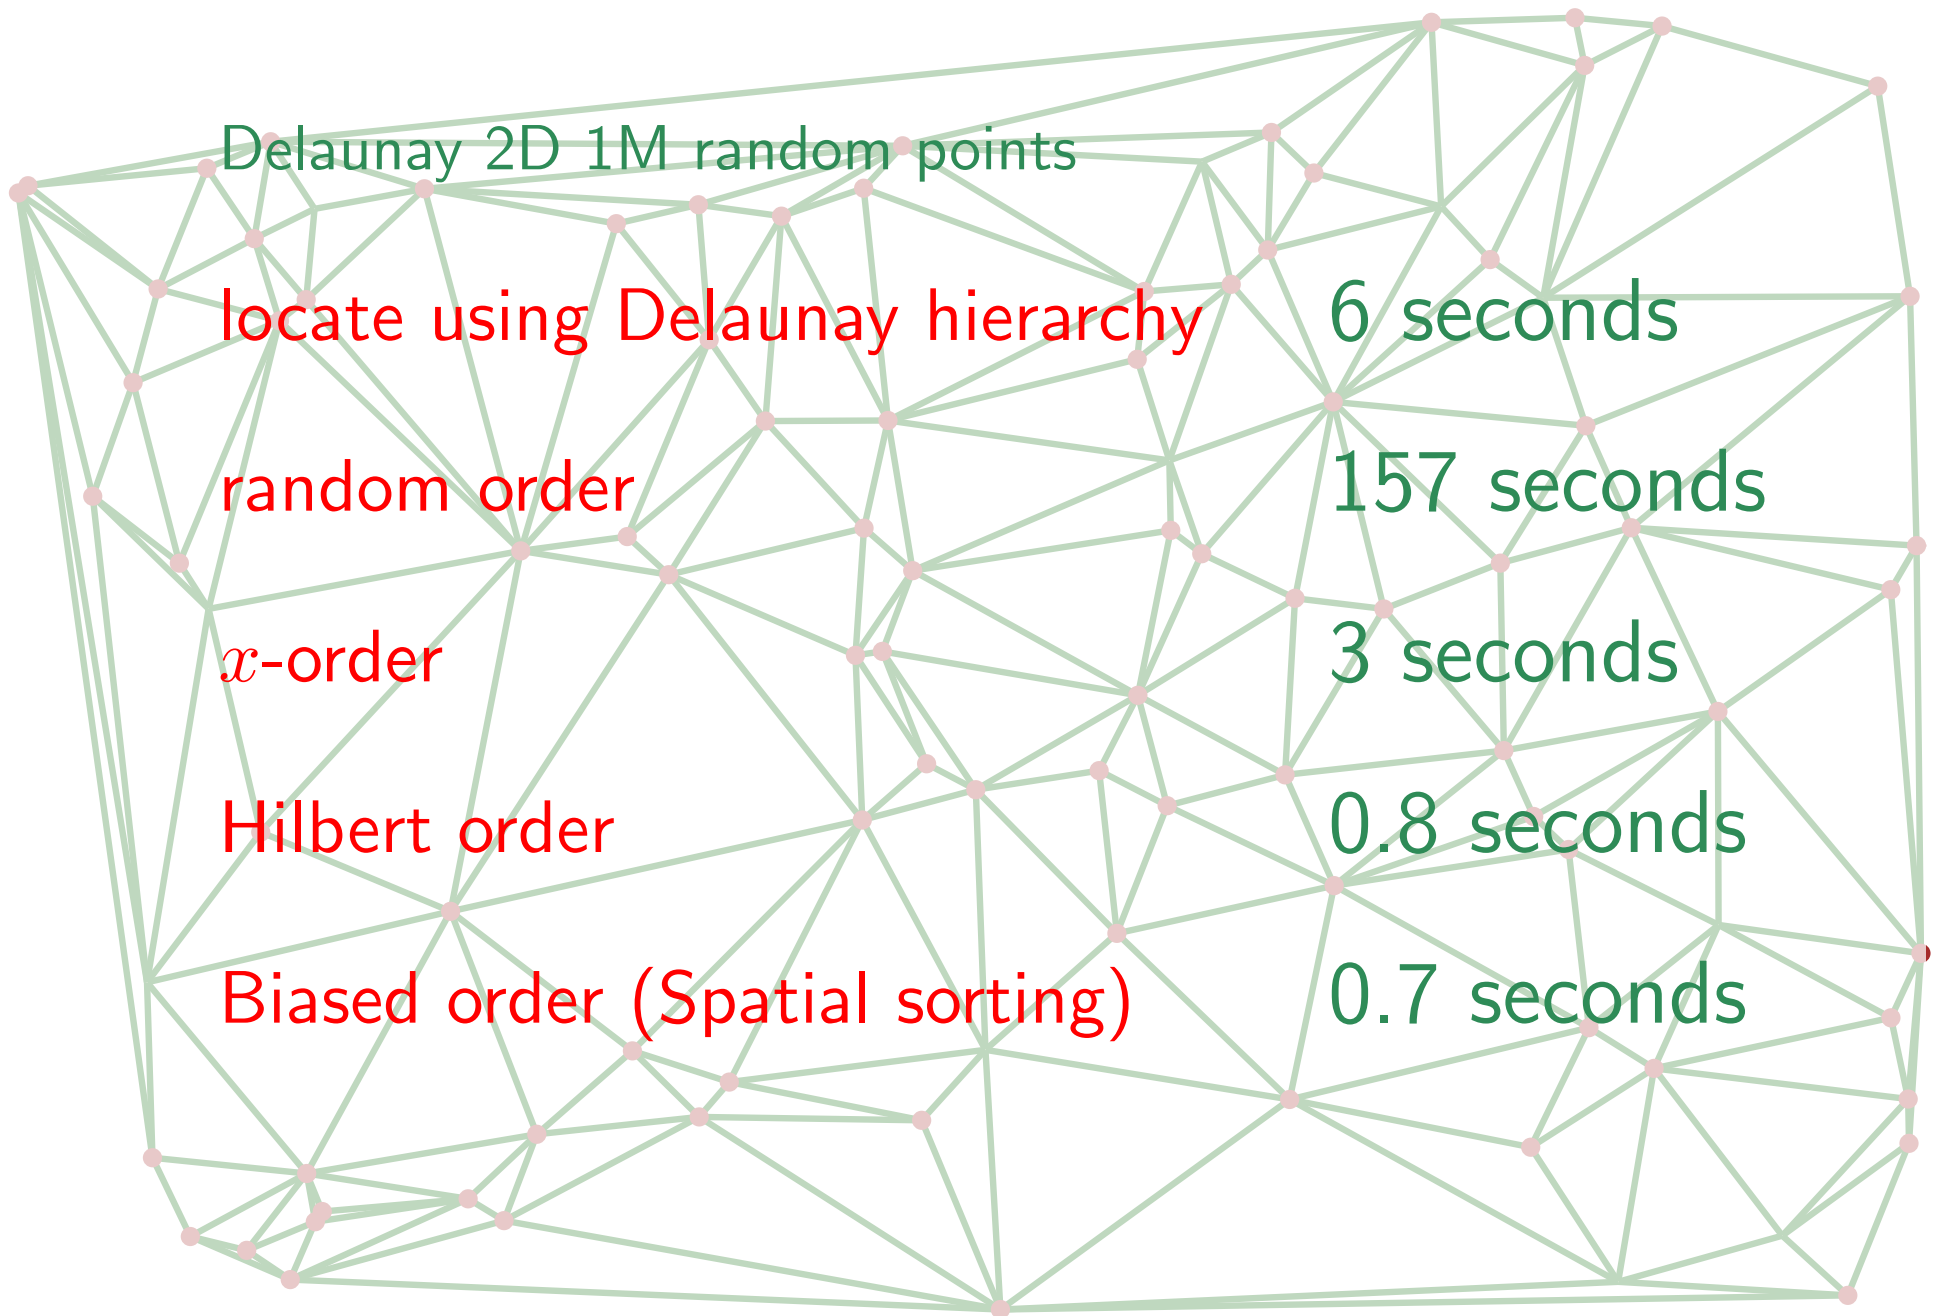 Delaunay 2D 1M random points
locate using Delaunay hierarchy 6 seconds
random order 157 seconds
x-order 3 seconds
Hilbert order 0.8 seconds
Biased order (Spatial sorting) 0.7 seconds